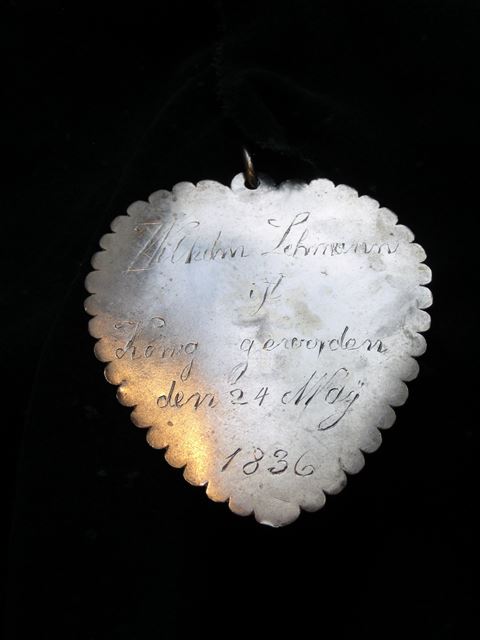 Wilhelm Lehmann
ist
König geworden
den 24 Maÿ
1836